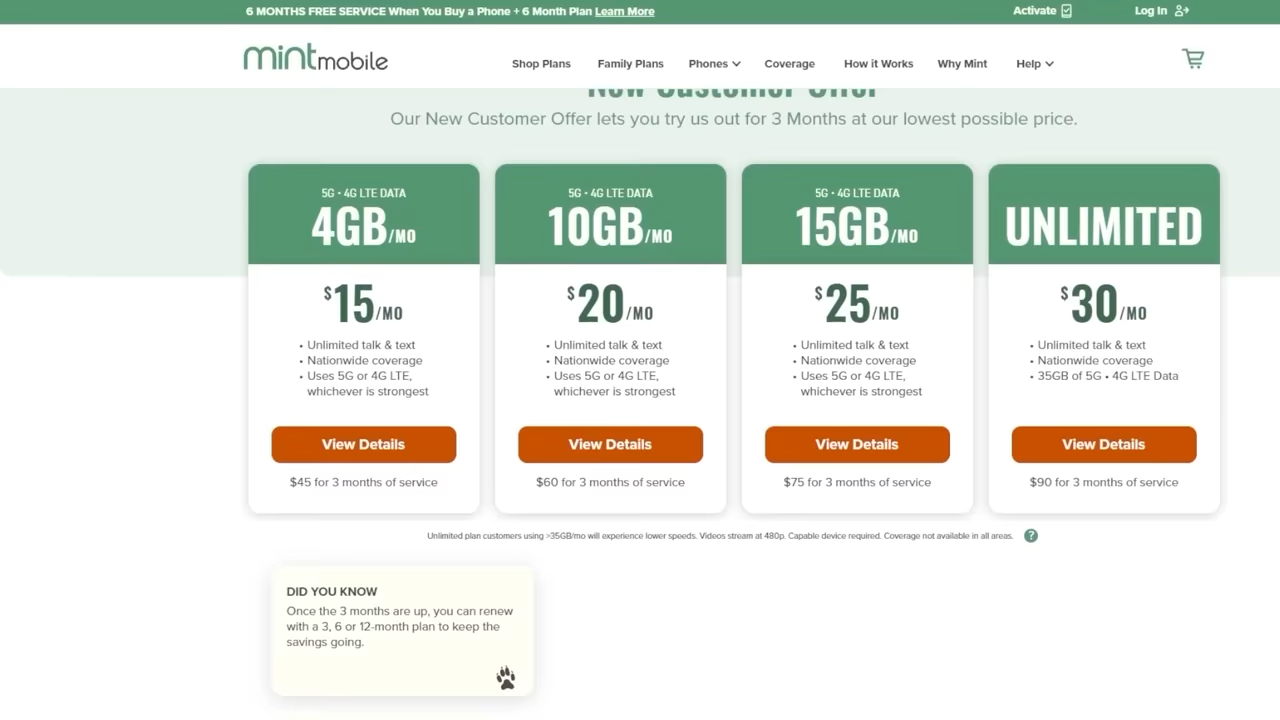 6 MONTHS FREE SERVICE When You Buy a Phone + 6 Month Plan Learn More
Activate
Log In
mintmobile
Shop Plans
Family Plans
Phones
Coverage
How it Works
Why Mint
Help
New Customer Offer
Our New Customer Offer lets you try us out for 3 Months at our lowest possible price.
5G • 4G LTE DATA
4GB/MO
$15/MO
• Unlimited talk & text
• Nationwide coverage
• Uses 5G or 4G LTE,
whichever is strongest
View Details
$45 for 3 months of service
5G • 4G LTE DATA
10GB/MO
$20/MO
• Unlimited talk & text
• Nationwide coverage
• Uses 5G or 4G LTE,
whichever is strongest
View Details
$60 for 3 months of service
5G • 4G LTE DATA
15GB/MO
$25/MO
• Unlimited talk & text
• Nationwide coverage
• Uses 5G or 4G LTE,
whichever is strongest
View Details
$75 for 3 months of service
UNLIMITED
$30/MO
• Unlimited talk & text
• Nationwide coverage
• 35GB of 5G • 4G LTE Data
View Details
$90 for 3 months of service
Unlimited plan customers using >35GB/mo will experience lower speeds. Videos stream at 480p. Capable device required. Coverage not available in all areas. ?
DID YOU KNOW
Once the 3 months are up, you can renew
with a 3, 6 or 12-month plan to keep the
savings going.